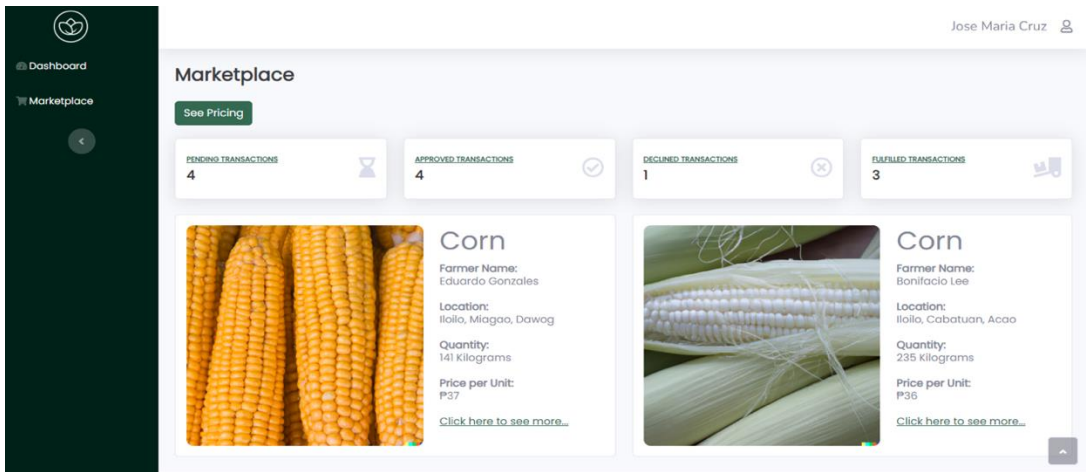 Jose Maria Cruz
Dashboard
Marketplace
Marketplace
See Pricing
PENDING TRANSACTIONS
4
APPROVED TRANSACTIONS
4
DECLINED TRANSACTIONS
1
FULFILLED TRANSACTIONS
3
Corn
Farmer Name:
Eduardo Gonzales
Location:
Iloilo, Miagao, Dawog
Quantity:
141 Kilograms
Price per Unit:
₱37
Click here to see more...
Corn
Farmer Name:
Bonifacio Lee
Location:
Iloilo, Cabatuan, Acao
Quantity:
235 Kilograms
Price per Unit:
₱36
Click here to see more...